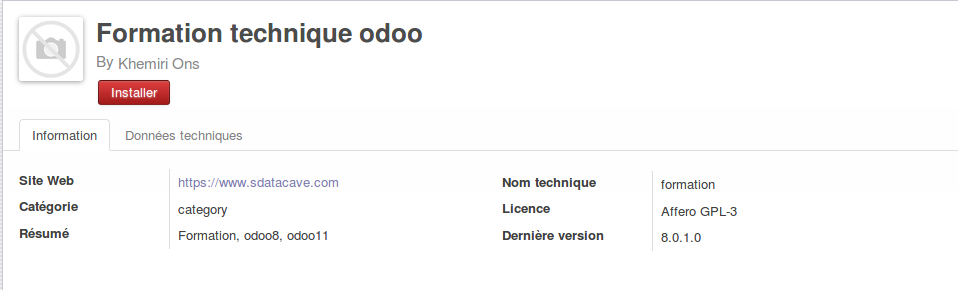 Formation technique odoo
By Khemiri Ons
Installer
Information Données techniques
Site Web https://www.sdatacave.com Nom technique formation
Catégorie category Licence Affero GPL-3
Résumé Formation, odoo8, odoo11 Dernière version 8.0.1.0